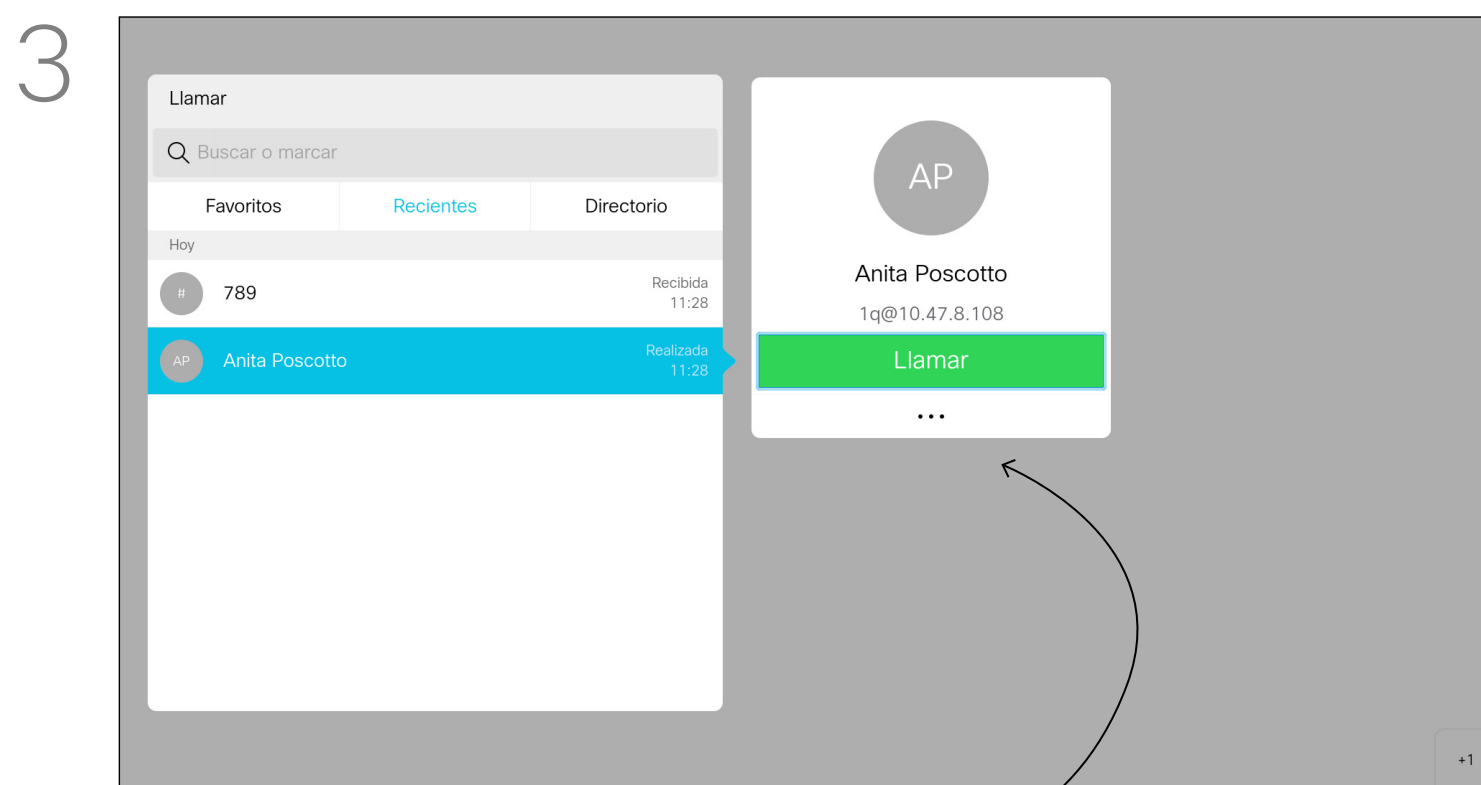 3
Llamar
Buscar o marcar
Favoritos Recientes Directorio
Hoy
# 789 Recibida
11:28
AP Anita Poscotto Realizada
11:28
AP
Anita Poscotto
1q@10.47.8.108
Llamar
...
+1